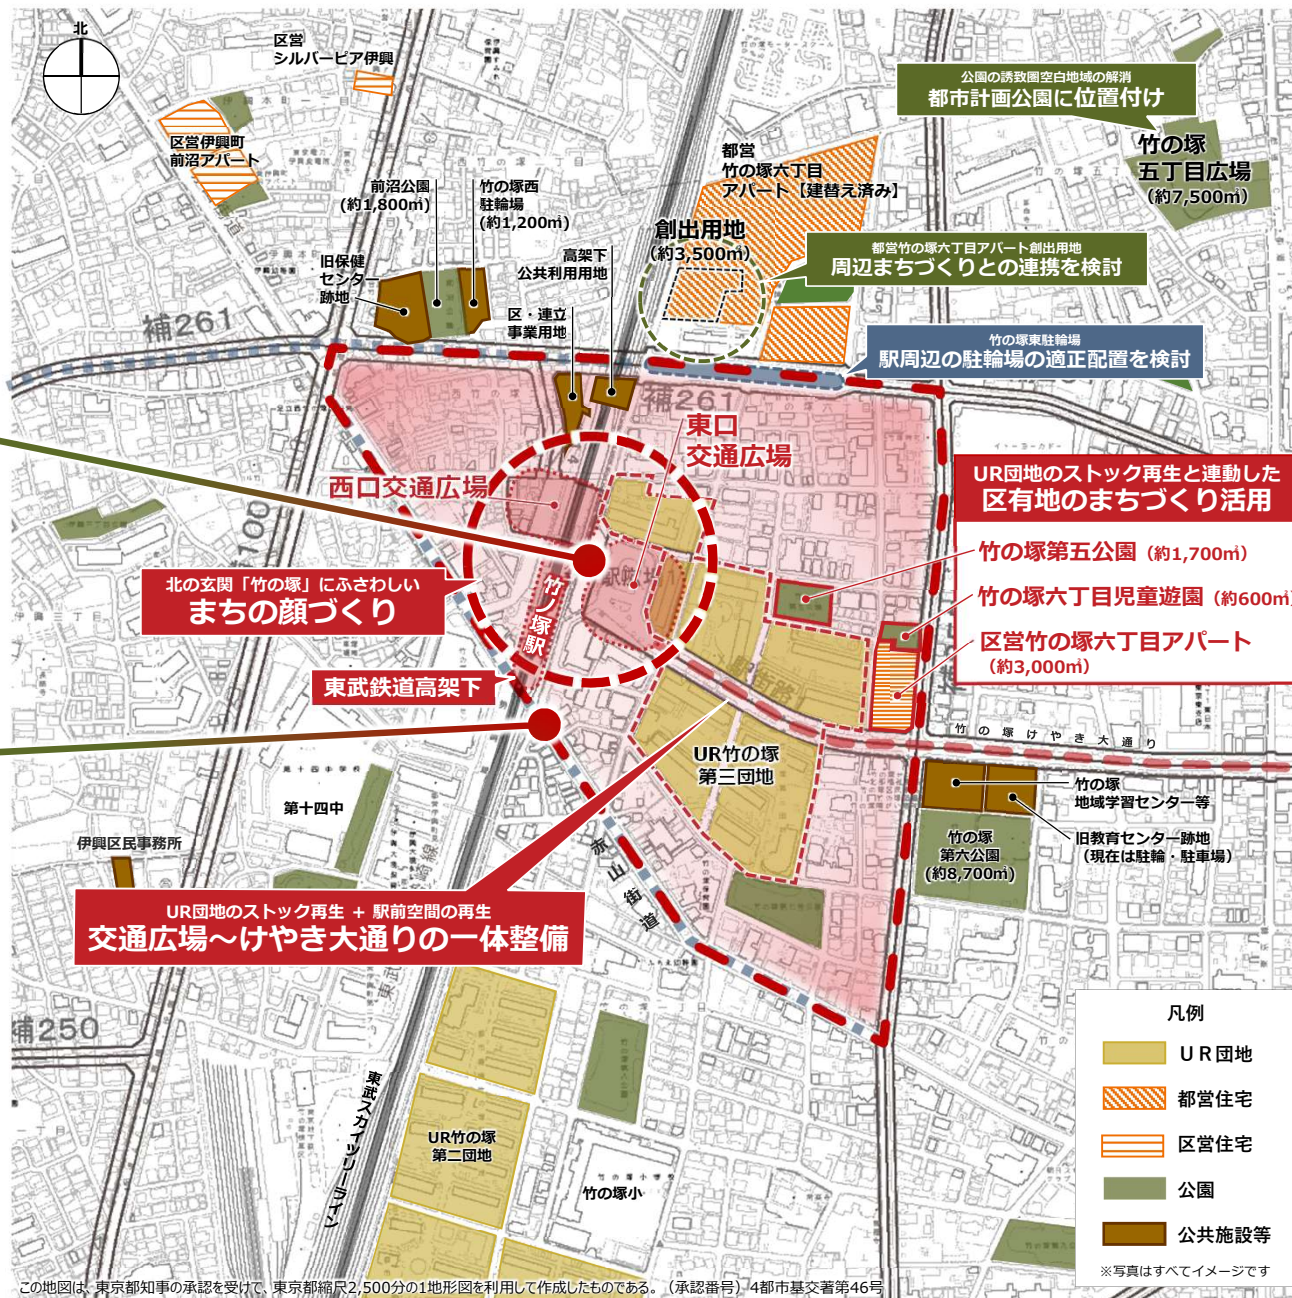 北
区営
シルバーピア伊興
区営伊興町
前沼アパート
前沼公園
(約1,800㎡)
竹の塚西
駐輪場
(約1,200㎡)
旧保健
センター
跡地
高架下
公共利用用地
区・連立
事業用地
都営
竹の塚六丁目
アパート【建替え済み】
創出用地
(約3,500㎡)
公園の誘致圏空白地域の解消
都市計画公園に位置付け
竹の塚
五丁目広場
(約7,500㎡)
都営竹の塚六丁目アパート創出用地
周辺まちづくりとの連携を検討
竹の塚東駐輪場
駅周辺の駐輪場の適正配置を検討
補261
補261
東口
交通広場
西口交通広場
UR団地のストック再生と連動した
区有地のまちづくり活用
竹の塚第五公園（約1,700㎡）
竹の塚六丁目児童遊園（約600㎡）
区営竹の塚六丁目アパート
（約3,000㎡）
北の玄関「竹の塚」にふさわしい
まちの顔づくり
竹ノ塚駅
東武鉄道高架下
UR竹の塚
第三団地
竹の塚けやき大通り
竹の塚
地域学習センター等
旧教育センター跡地
（現在は駐輪・駐車場）
竹の塚
第六公園
(約8,700㎡)
第十四中
伊興区民事務所
赤山街道
UR団地のストック再生 + 駅前空間の再生
交通広場～けやき大通りの一体整備
補250
東武スカイツリーライン
UR竹の塚
第二団地
竹の塚小
凡例
ＵＲ団地
都営住宅
区営住宅
公園
公共施設等
※写真はすべてイメージです
この地図は、東京都知事の承認を受けて、東京都縮尺2,500分の1地形図を利用して作成したものである。（承認番号）4都市基交著第46号